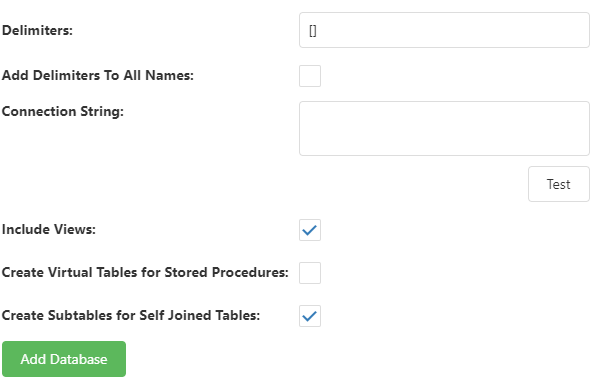 Delimiters: []
Add Delimiters To All Names:
Connection String:
Test
Include Views:
Create Virtual Tables for Stored Procedures:
Create Subtables for Self Joined Tables:
Add Database